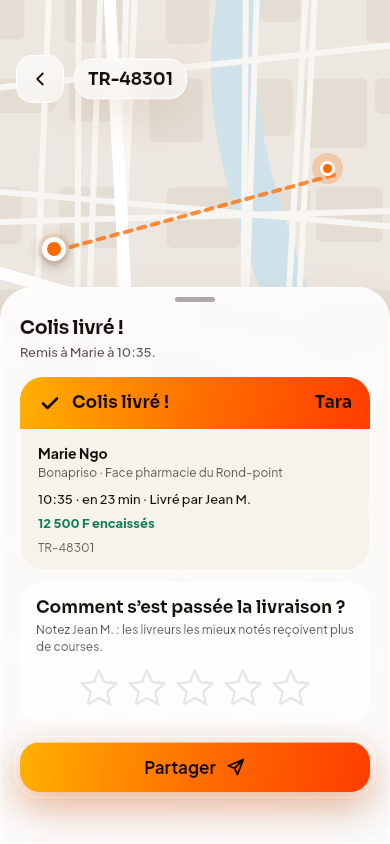 TR-48301
Colis livré !
Remis à Marie à 10:35.
Colis livré ! Tara
Marie Ngo
Bonapriso · Face pharmacie du Rond-point
10:35 · en 23 min · Livré par Jean M.
12 500 F encaissés
TR-48301
Comment s’est passée la livraison ?
Notez Jean M. : les livreurs les mieux notés reçoivent plus
de courses.
Partager